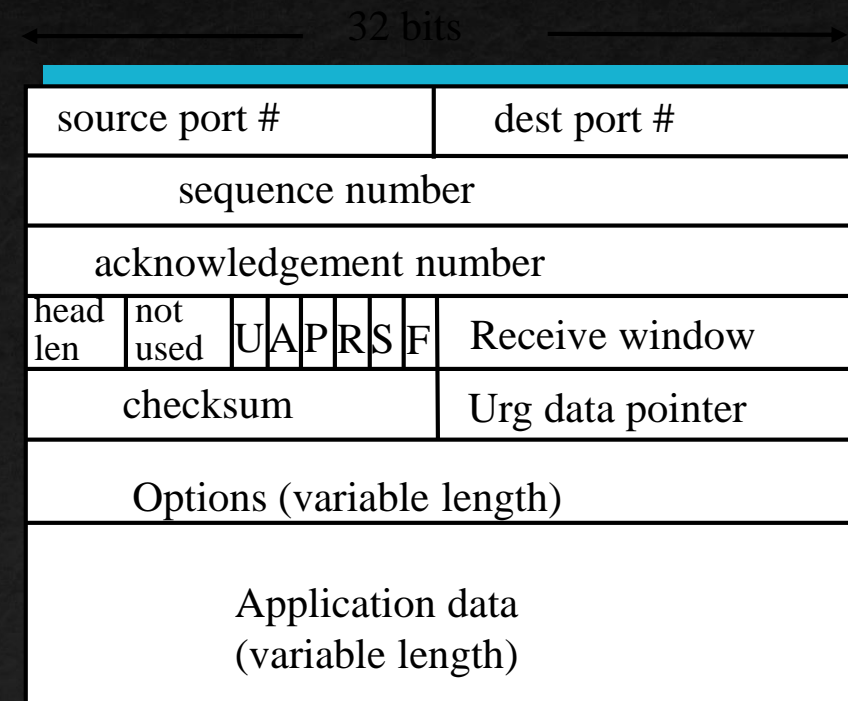 32 bits
source port # dest port #
sequence number
acknowledgement number
head not
len used U A P R S F Receive window
checksum Urg data pointer
Options (variable length)
Application data
(variable length)